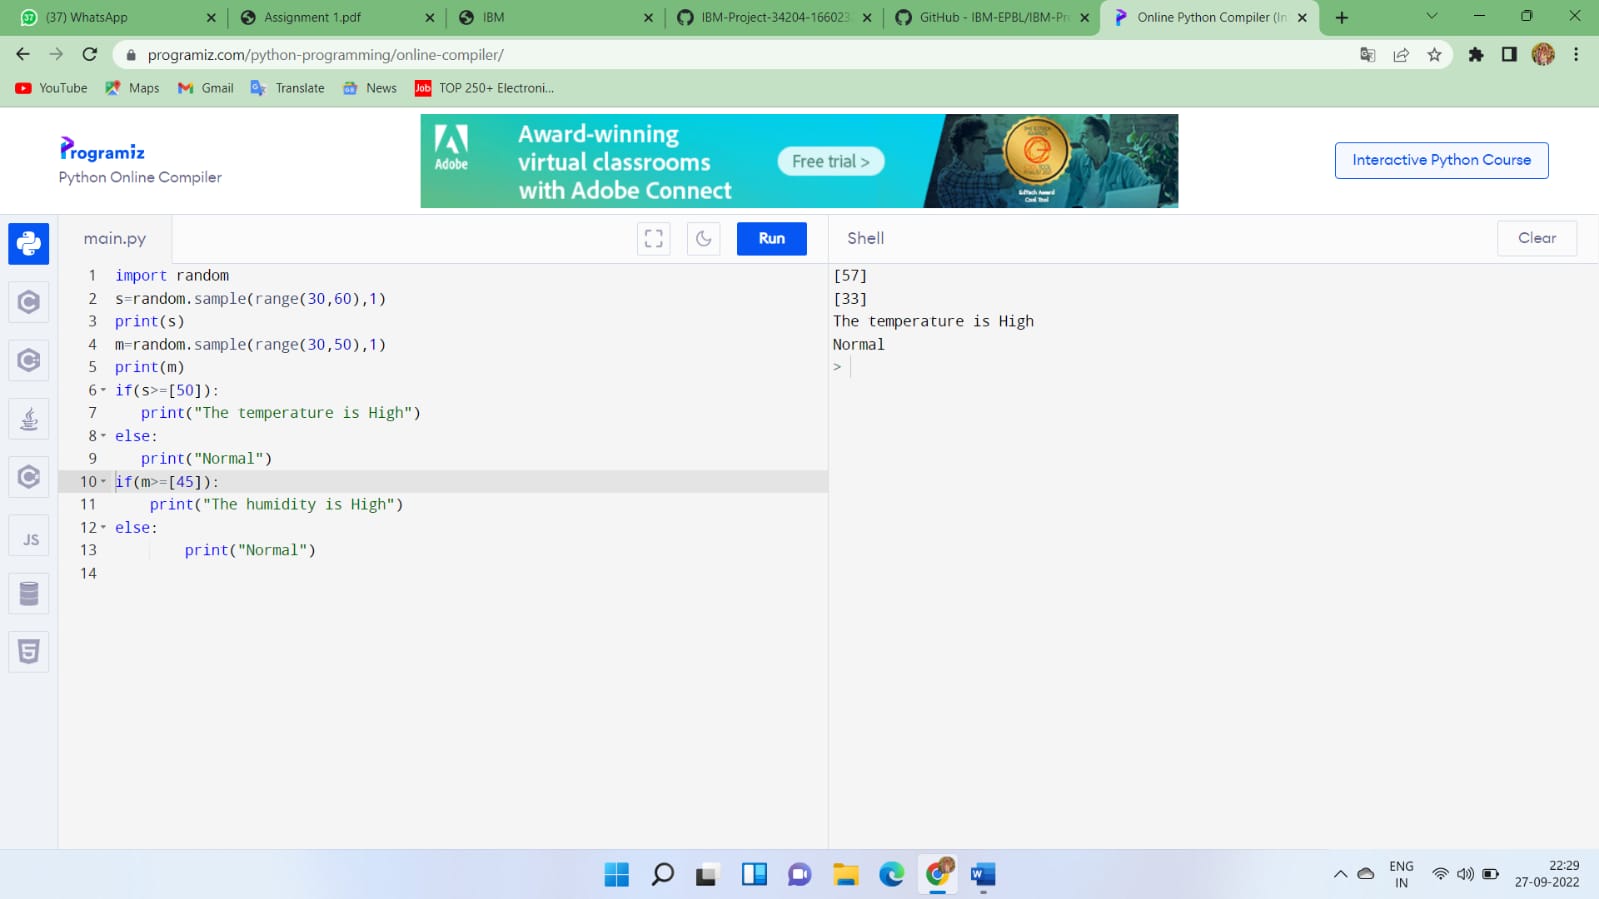 37
(37) WhatsApp
Assignment 1.pdf
IBM
IBM-Project-34204-166023
GitHub - IBM-EPBL/IBM-Pr
Online Python Compiler (In
programiz.com/python-programming/online-compiler/
YouTube
Maps
Gmail
Translate
News
Job
TOP 250+ Electroni...
Programiz
Python Online Compiler
Adobe
Award-winning
virtual classrooms
with Adobe Connect
Free trial >
EdTech Award
Cool Tool
Interactive Python Course
main.py
Run
Shell
Clear
1 import random
2 s=random.sample(range(30,60),1)
3 print(s)
4 m=random.sample(range(30,50),1)
5 print(m)
6 if(s>=[50]):
7 print("The temperature is High")
8 else:
9 print("Normal")
10 if(m>=[45]):
11 print("The humidity is High")
12 else:
13 print("Normal")
14
[57]
[33]
The temperature is High
Normal
>
JS
ENG
IN
22:29
27-09-2022